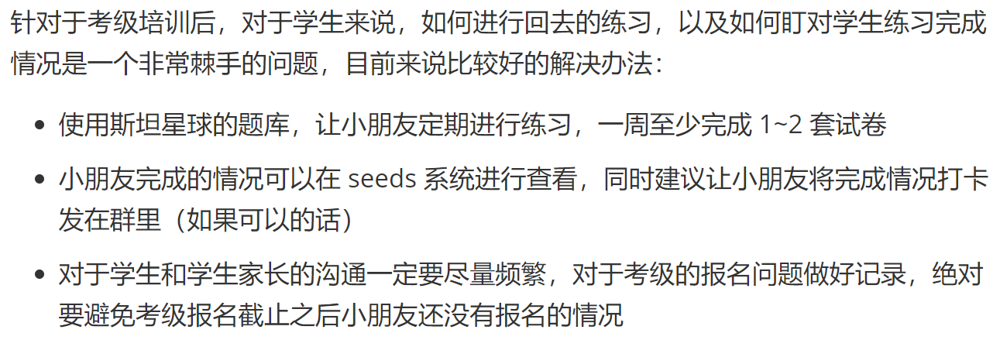 针对于考级培训后，对于学生来说，如何进行回去的练习，以及如何盯对学生练习完成
情况是一个非常棘手的问题，目前来说比较好的解决办法：
• 使用斯坦星球的题库，让小朋友定期进行练习，一周至少完成 1~2 套试卷
• 小朋友完成的情况可以在 seeds 系统进行查看，同时建议让小朋友将完成情况打卡
发在群里（如果可以的话）
• 对于学生和学生家长的沟通一定要尽量频繁，对于考级的报名问题做好记录，绝对
要避免考级报名截止之后小朋友还没有报名的情况